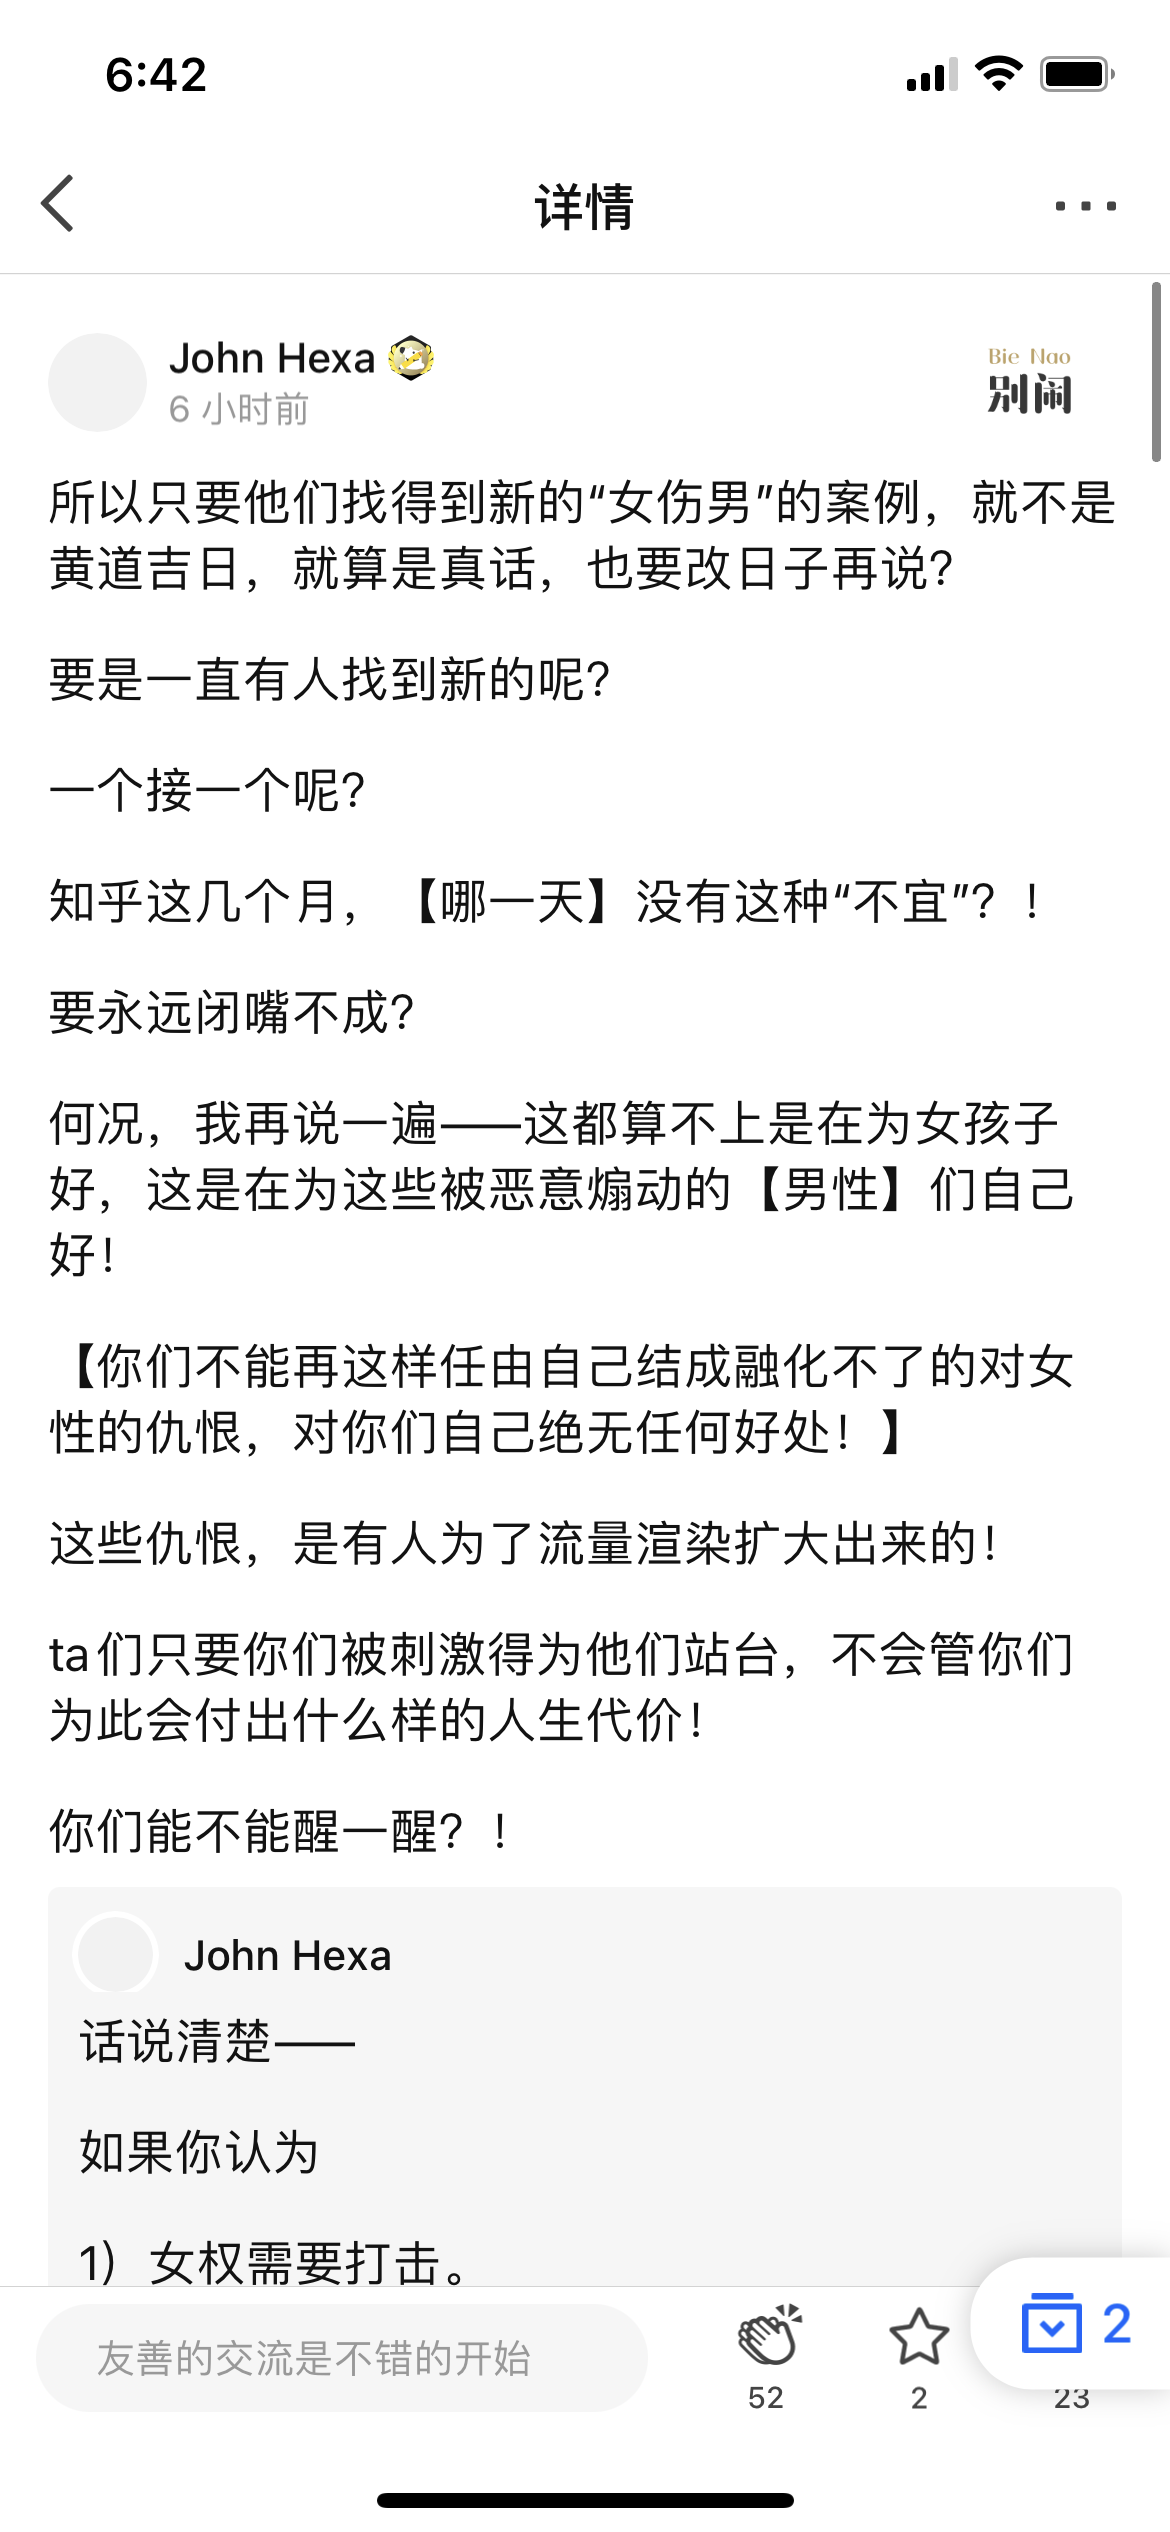 6:42
详情
John Hexa
6 小时前
Bie Nao
别闹
所以只要他们找得到新的“女伤男”的案例，就不是
黄道吉日，就算是真话，也要改日子再说？
要是一直有人找到新的呢？
一个接一个呢？
知乎这几个月，【哪一天】没有这种“不宜”？！
要永远闭嘴不成？
何况，我再说一遍——这都算不上是在为女孩子
好，这是在为这些被恶意煽动的【男性】们自己
好！
【你们不能再这样任由自己结成融化不了的对女
性的仇恨，对你们自己绝无任何好处！】
这些仇恨，是有人为了流量渲染扩大出来的！
ta们只要你们被刺激得为他们站台，不会管你们
为此会付出什么样的人生代价！
你们能不能醒一醒？！
John Hexa
话说清楚——
如果你认为
1）女权需要打击。
友善的交流是不错的开始
52
2
23
2